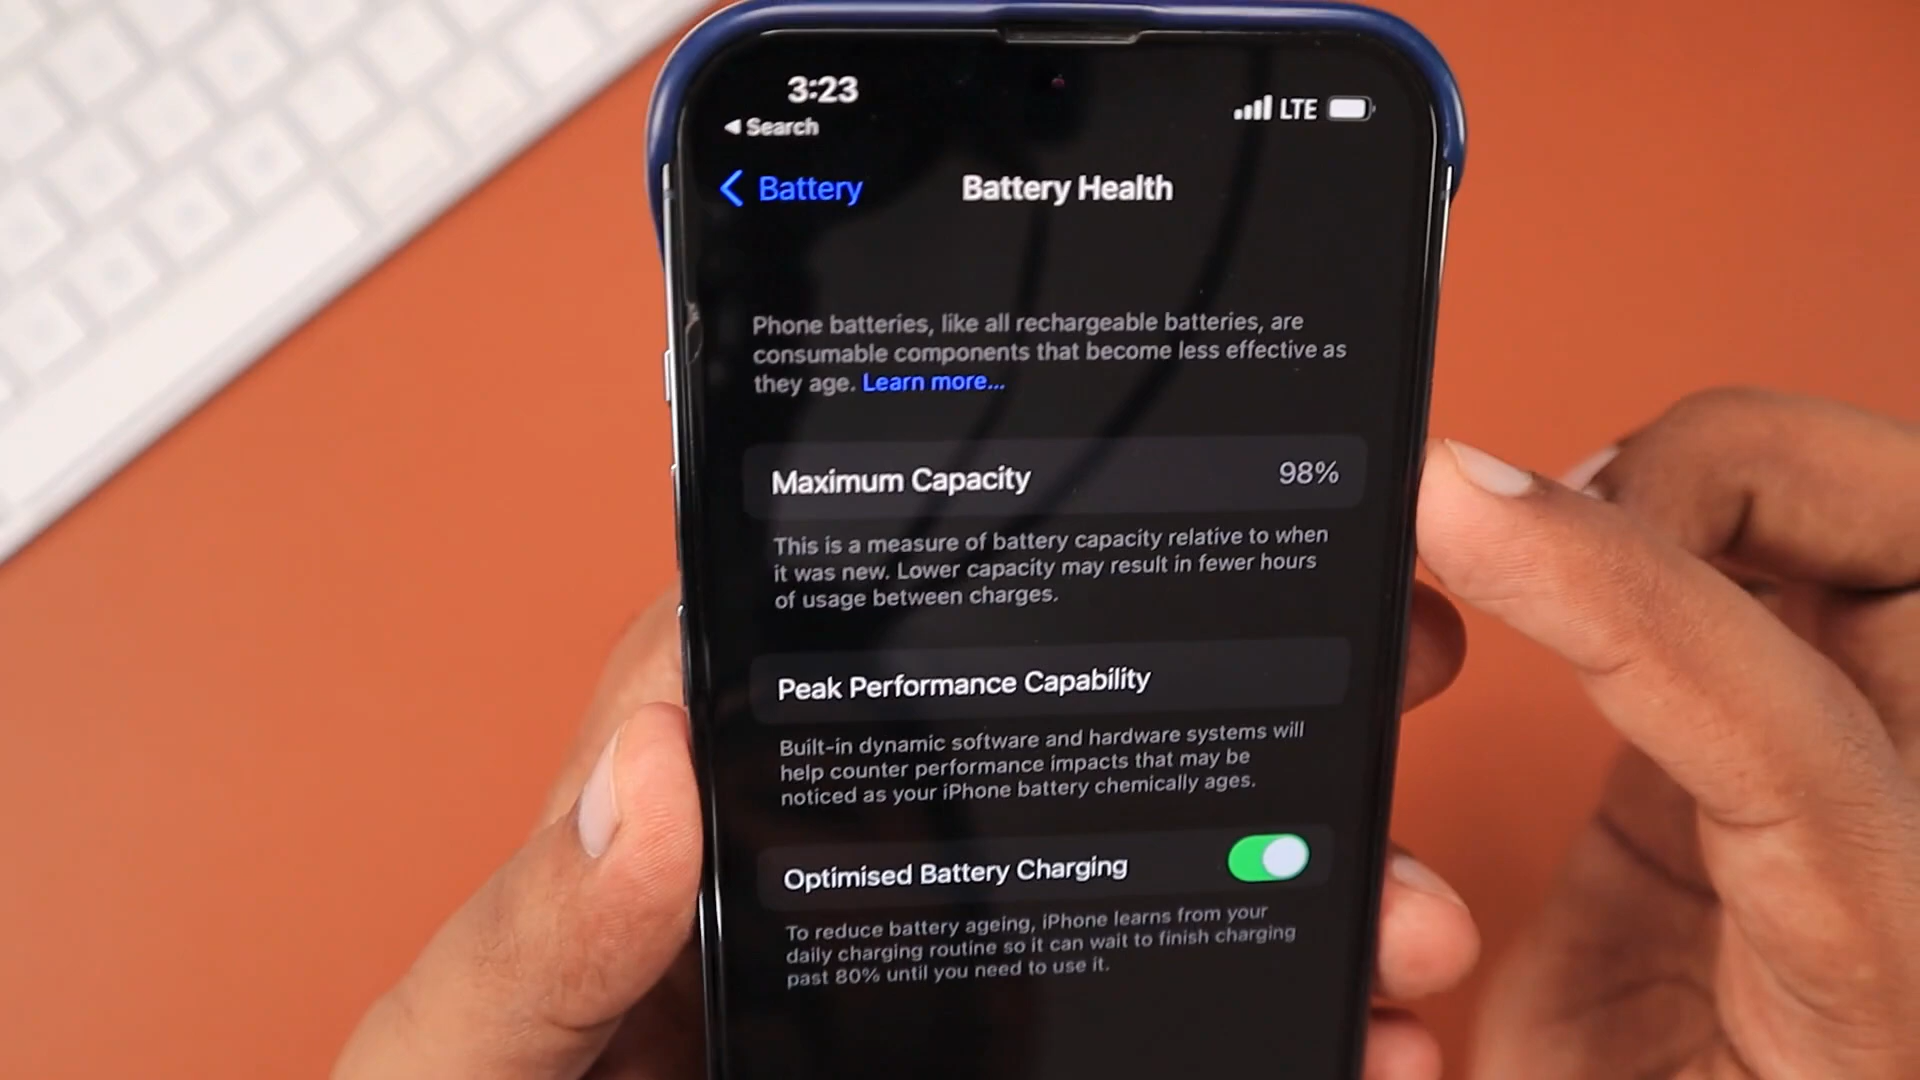 3:23
LTE
◀ Search
Battery
Battery Health
Phone batteries, like all rechargeable batteries, are
consumable components that become less effective as
they age. Learn more...
Maximum Capacity 98%
This is a measure of battery capacity relative to when
it was new. Lower capacity may result in fewer hours
of usage between charges.
Peak Performance Capability
Built-in dynamic software and hardware systems will
help counter performance impacts that may be
noticed as your iPhone battery chemically ages.
Optimised Battery Charging
To reduce battery ageing, iPhone learns from your
daily charging routine so it can wait to finish charging
past 80% until you need to use it.